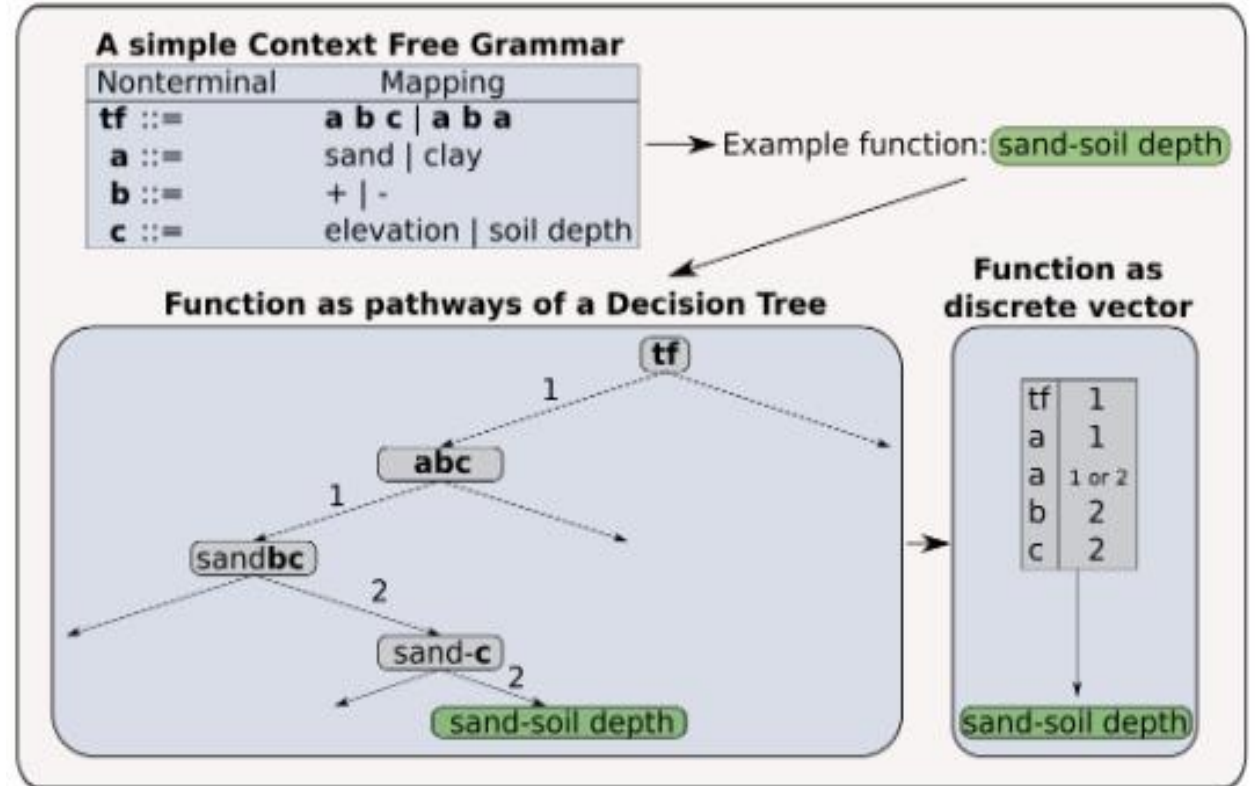 A simple Context Free Grammar
Nonterminal Mapping
tf ::= a b c | a b a
a ::= sand | clay
b ::= + | -
c ::= elevation | soil depth
Example function: sand-soil depth
Function as pathways of a Decision Tree
tf
1
abc
1
sandbc
2
sand-c
2
sand-soil depth
Function as
discrete vector
tf 1
a 1
a 1 or 2
b 2
c 2
sand-soil depth